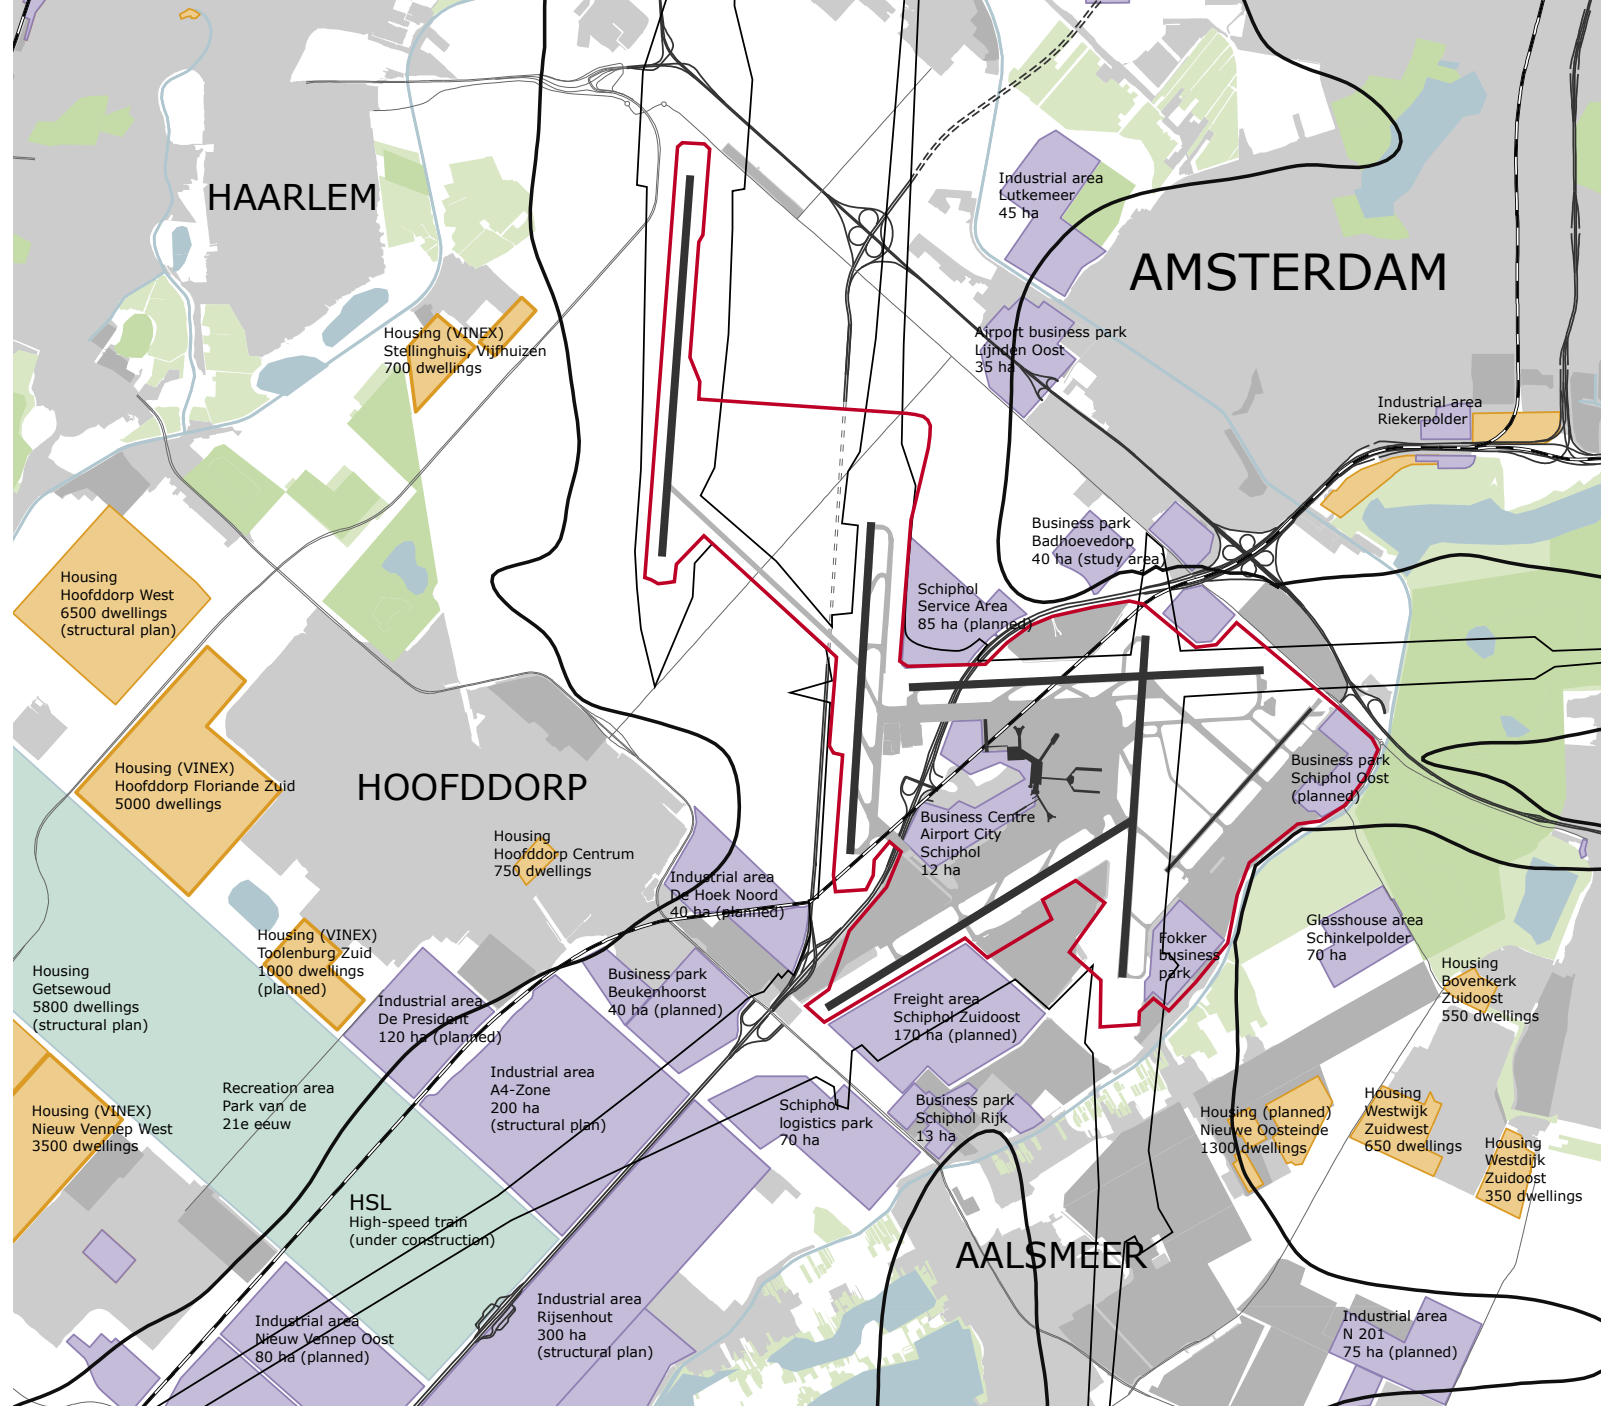 HAARLEM
AMSTERDAM
Industrial area
Lutkemeer
45 ha
Housing (VINEX)
Stellinghuis, Vijfhuizen
700 dwellings
Airport business park
Lijnden Oost
35 ha
Industrial area
Riekerpolder
Business park
Badhoevedorp
40 ha (study area)
Housing
Hoofddorp West
6500 dwellings
(structural plan)
Schiphol
Service Area
85 ha (planned)
Housing (VINEX)
Hoofddorp Floriande Zuid
5000 dwellings
HOOFDDORP
Business park
Schiphol Oost
(planned)
Housing
Hoofddorp Centrum
750 dwellings
Business Centre
Airport City
Schiphol
12 ha
Industrial area
De Hoek Noord
40 ha (planned)
Housing (VINEX)
Toolenburg Zuid
1000 dwellings
(planned)
Fokker
business
park
Glasshouse area
Schinkelpolder
70 ha
Housing
Getsewoud
5800 dwellings
(structural plan)
Industrial area
De President
120 ha (planned)
Business park
Beukenhoorst
40 ha (planned)
Freight area
Schiphol Zuidoost
170 ha (planned)
Housing
Bovenkerk
Zuidoost
550 dwellings
Industrial area
A4-Zone
200 ha
(structural plan)
Recreation area
Park van de
21e eeuw
Housing (VINEX)
Nieuw Vennep West
3500 dwellings
Schiphol
logistics park
70 ha
Business park
Schiphol Rijk
13 ha
Housing (planned)
Nieuwe Oosteinde
1300 dwellings
Housing
Westwijk
Zuidwest
650 dwellings
Housing
Westdijk
Zuidoost
350 dwellings
HSL
High-speed train
(under construction)
AALSMEER
Industrial area
Nieuw Vennep Oost
80 ha (planned)
Industrial area
Rijsenhout
300 ha
(structural plan)
Industrial area
N 201
75 ha (planned)